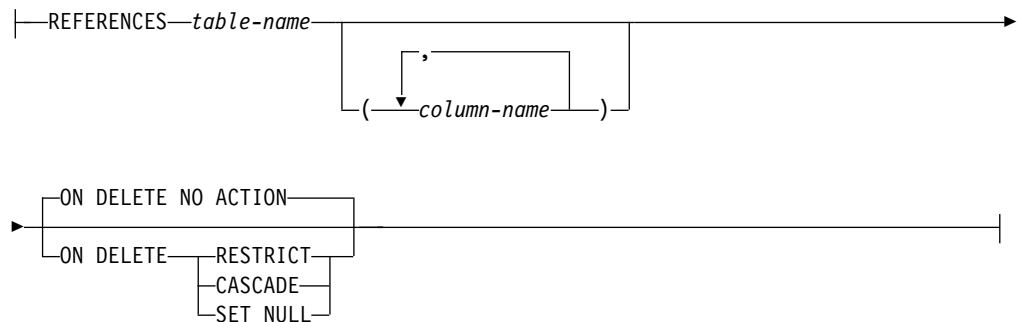 REFERENCES table-name
,
( column-name )
ON DELETE NO ACTION
ON DELETE RESTRICT
CASCADE
SET NULL